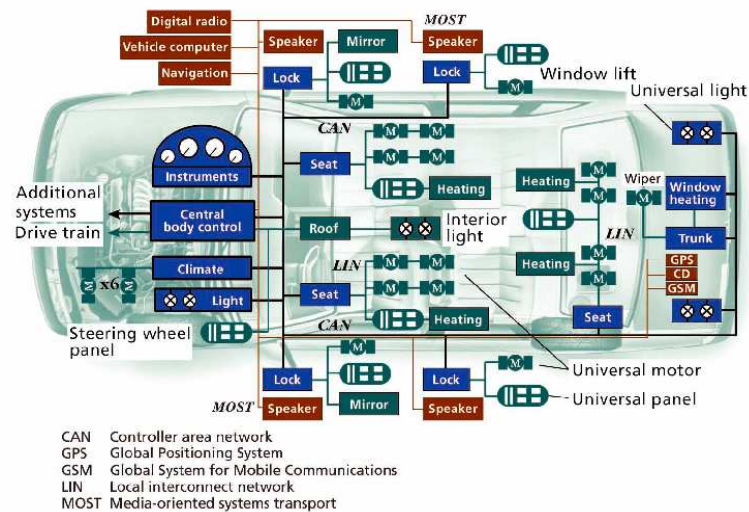 Digital radio
MOST
Vehicle computer
Speaker
Mirror
Speaker
Navigation
Lock
Lock
Window lift
M
M
Universal light
CAN
M M
Instruments
Seat
M M
M
Heating
Heating
M
Wiper
M
Window
heating
Additional
systems
Drive train
Central
body control
Roof
Interior
light
LIN
Trunk
Climate
LIN
M M
Heating
M
GPS
CD
GSM
M x6 M
Light
Seat
M M
M
CAN
Heating
Seat
Steering wheel
panel
M
M
Universal motor
Lock
Lock
Universal panel
MOST
Speaker
Mirror
Speaker
CAN Controller area network
GPS Global Positioning System
GSM Global System for Mobile Communications
LIN Local interconnect network
MOST Media-oriented systems transport